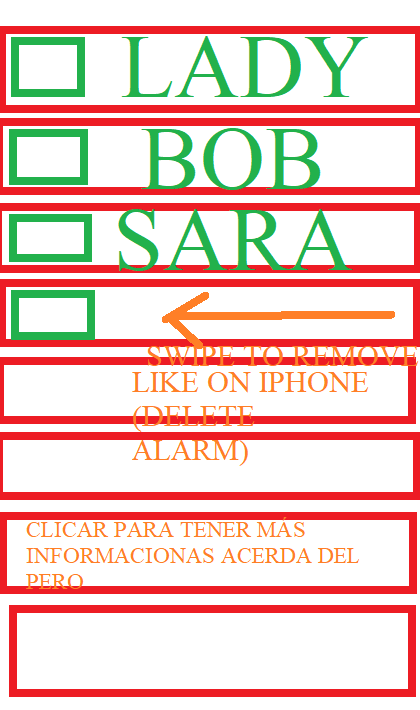 LADY
BOB
SARA
SWIPE TO REMOVE
LIKE ON IPHONE
(DELETE
ALARM)
CLICAR PARA TENER MÁS
INFORMACIONAS ACERDA DEL
PERO